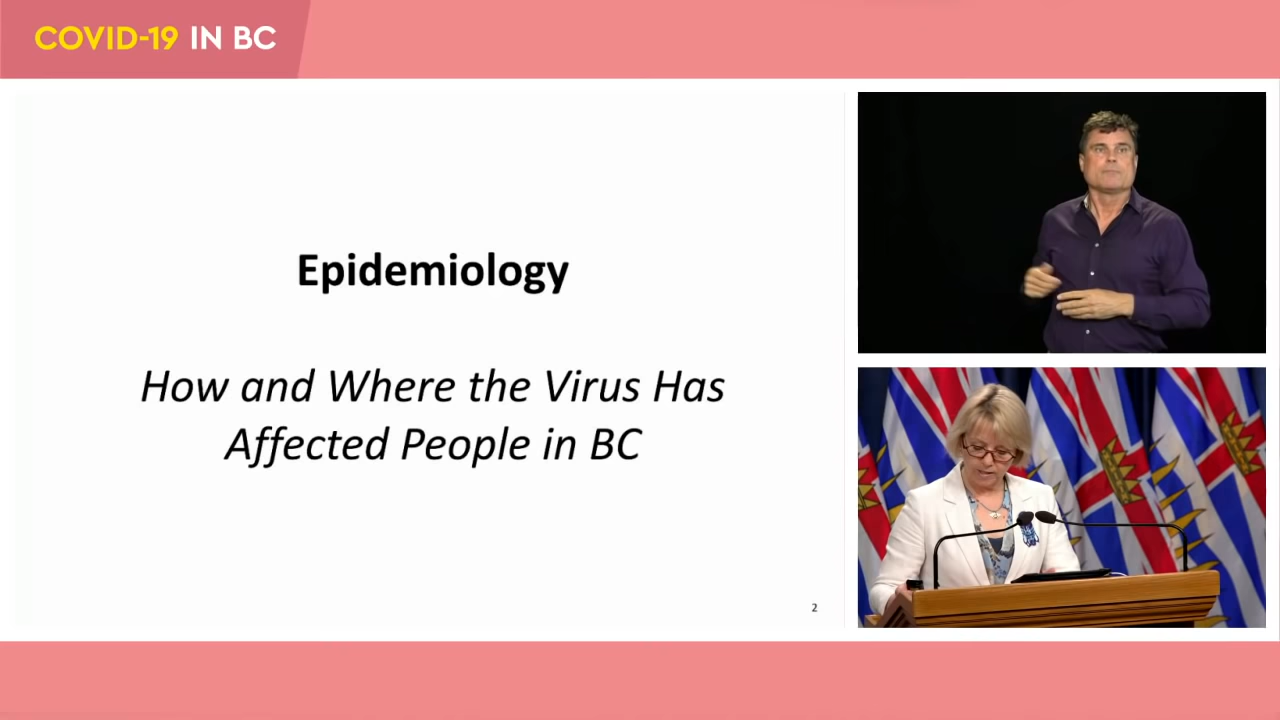 COVID-19 IN BC
Epidemiology
How and Where the Virus Has
Affected People in BC
2